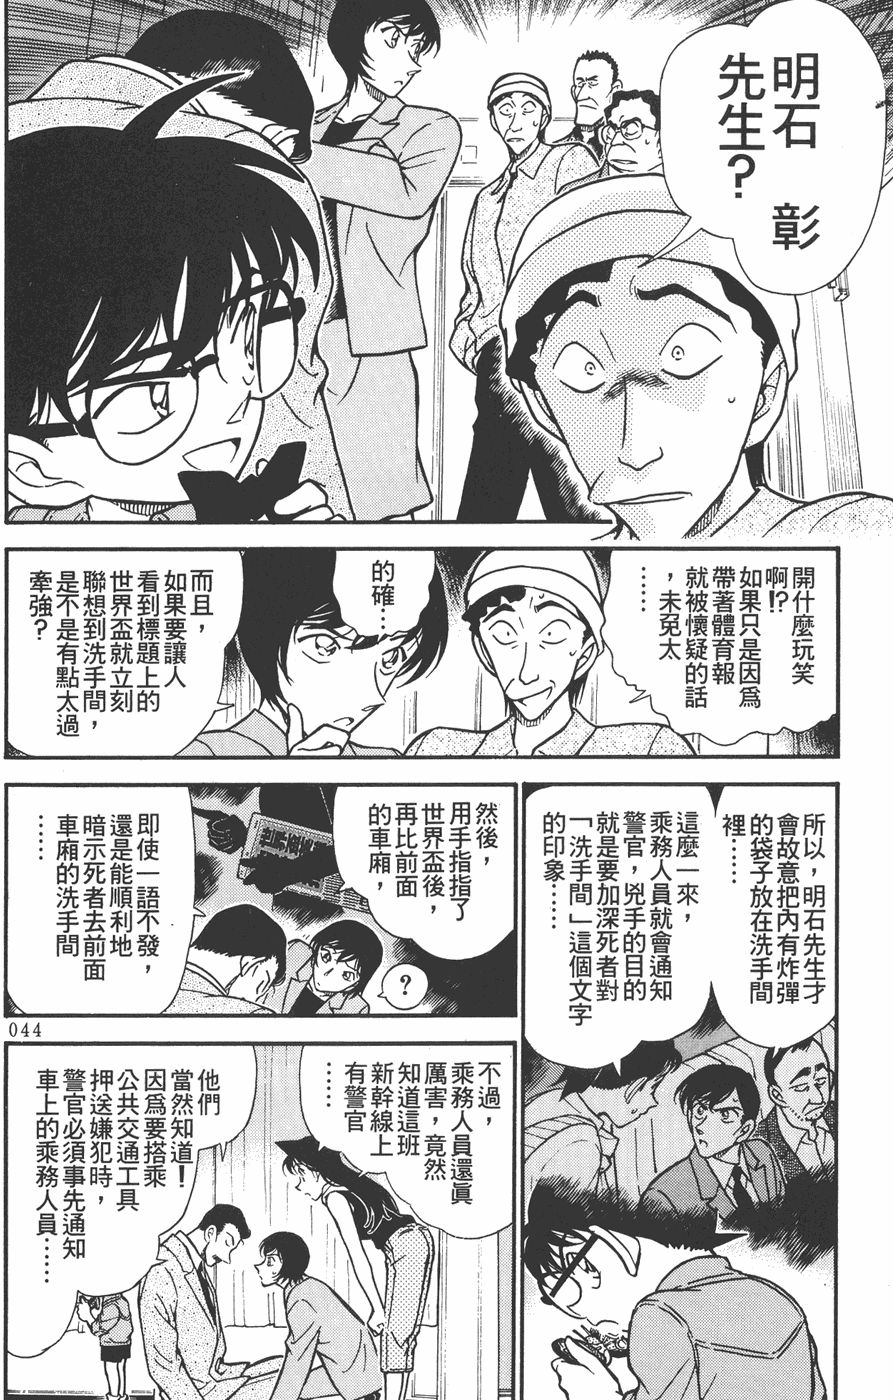 明石 彰
先生？
開什麼玩笑
啊!?
如果只是因為
帶著體育報
就被懷疑的話
，未免太
……
的確…
而且，
如果要讓人
看到標題上的
世界盃就立刻
聯想到洗手間，
是不是有點太過
牽強？
所以，明石先生才
會故意把內有炸彈
的袋子放在洗手間
裡……
這麼一來，
乘務人員就會通知
警官，兇手的目的
就是要加深死者對
「洗手間」這個文字
的印象……
然後，
用手指指了
世界盃後，
再比前面
的車廂，
？
即使一語不發，
還是能順利地
暗示死者去前面
車廂的洗手間
……
不過，
乘務人員還真
厲害，竟然
知道這班
新幹線上
有警官
……
他們
當然知道！
因為要搭乘
公共交通工具
押送嫌犯時，
警官必須事先通知
車上的乘務人員……
044